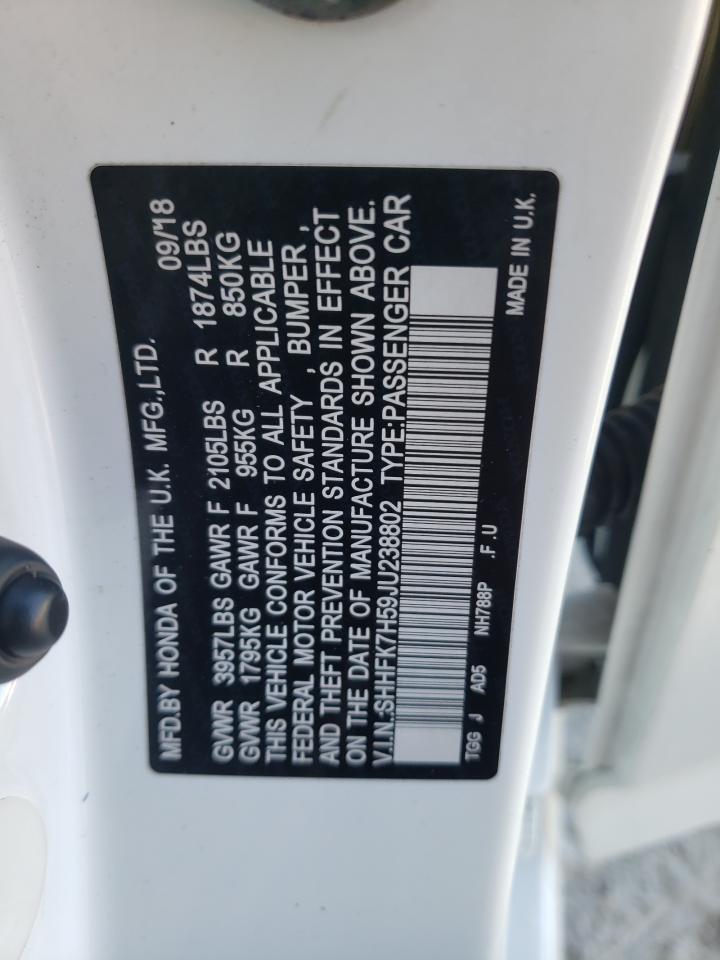 MFD.BY HONDA OF THE U.K. MFG.,LTD. 09/18
GVWR 3957LBS GAWR F 2105LBS R 1874LBS
GVWR 1795KG GAWR F 955KG R 850KG
THIS VEHICLE CONFORMS TO ALL APPLICABLE
FEDERAL MOTOR VEHICLE SAFETY , BUMPER ,
AND THEFT PREVENTION STANDARDS IN EFFECT
ON THE DATE OF MANUFACTURE SHOWN ABOVE.
V.I.N.:SHHFK7H59JU238802 TYPE:PASSENGER CAR
TGG J AD5 NH788P .F .U MADE IN U.K.